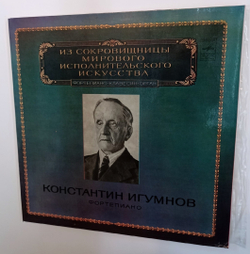 ИЗ СОКРОВИЩНИЦЫ
МИРОВОГО
ИСПОЛНИТЕЛЬСКОГО
ИСКУССТВА
КОНСТАНТИН ИГУМНОВ
ФОРТЕПИАНО